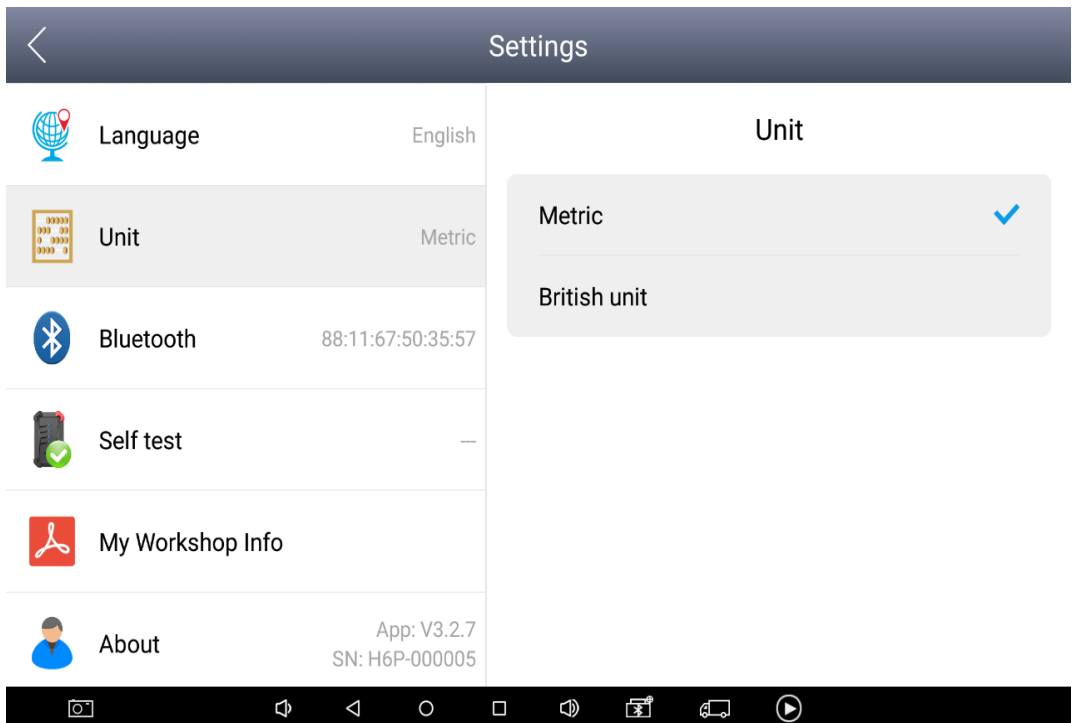 Settings
Language
English
Unit
Metric
Bluetooth
88:11:67:50:35:57
Self test
---
My Workshop Info
About
App: V3.2.7
SN: H6P-000005
Unit
Metric
British unit